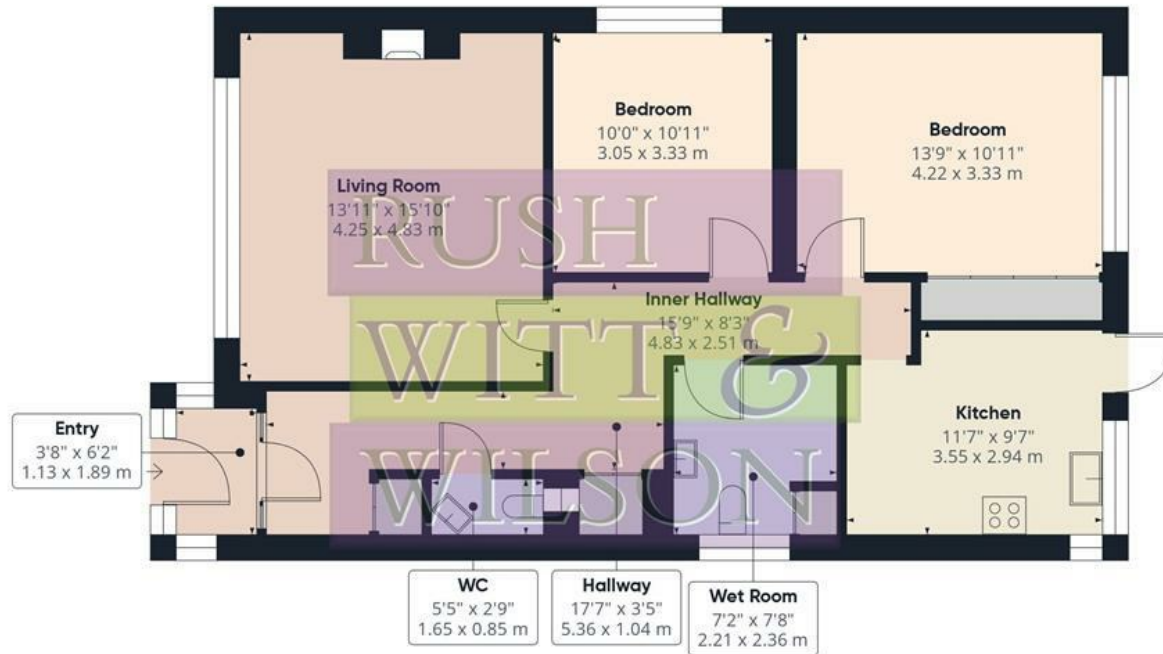 Bedroom
10'0" x 10'11"
3.05 x 3.33 m
Bedroom
13'9" x 10'11"
4.22 x 3.33 m
Living Room
13'11" x 15'10"
4.25 x 4.83 m
RUSH
WITT &
WILSON
Inner Hallway
15'9" x 8'3"
4.83 x 2.51 m
Entry
3'8" x 6'2"
1.13 x 1.89 m
Kitchen
11'7" x 9'7"
3.55 x 2.94 m
WC
5'5" x 2'9"
1.65 x 0.85 m
Hallway
17'7" x 3'5"
5.36 x 1.04 m
Wet Room
7'2" x 7'8"
2.21 x 2.36 m